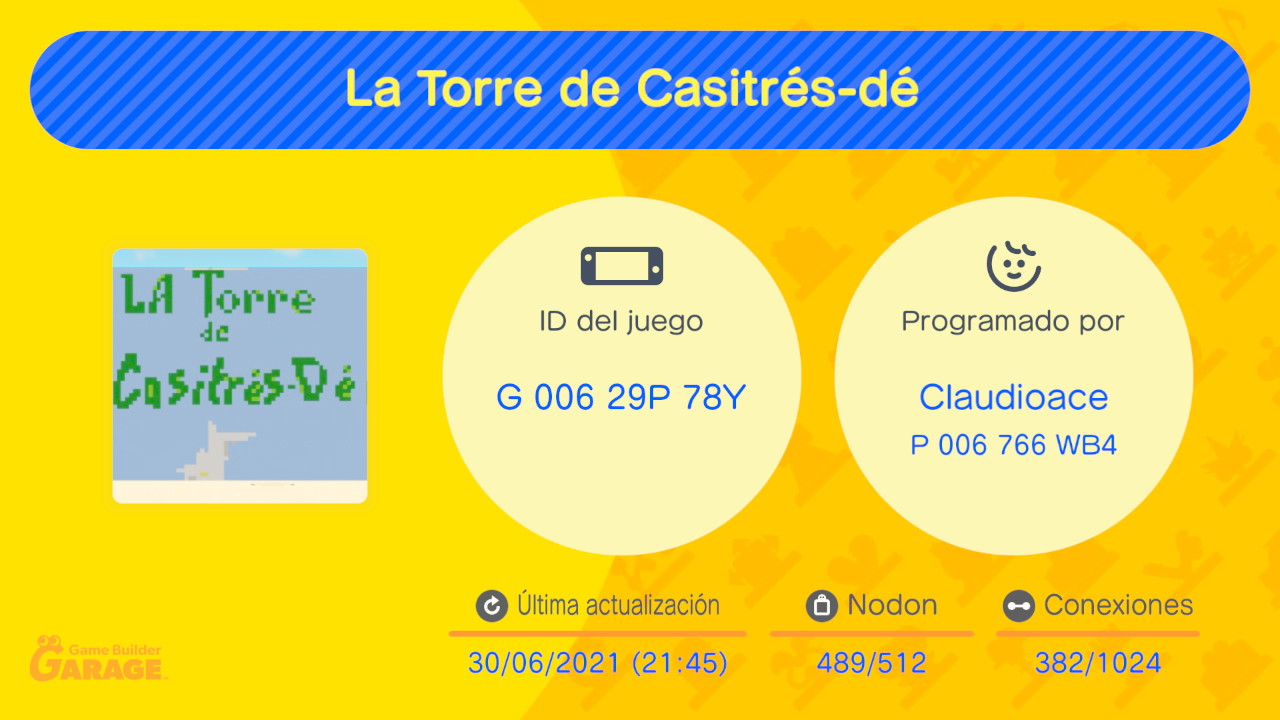 La Torre de Casitrés-dé
LA Torre
de
Casitrés-Dé
ID del juego
G 006 29P 78Y
Programado por
Claudioace
P 006 766 WB4
Última actualización
30/06/2021 (21:45)
Nodon
489/512
Conexiones
382/1024
Game Builder
GARAGE™